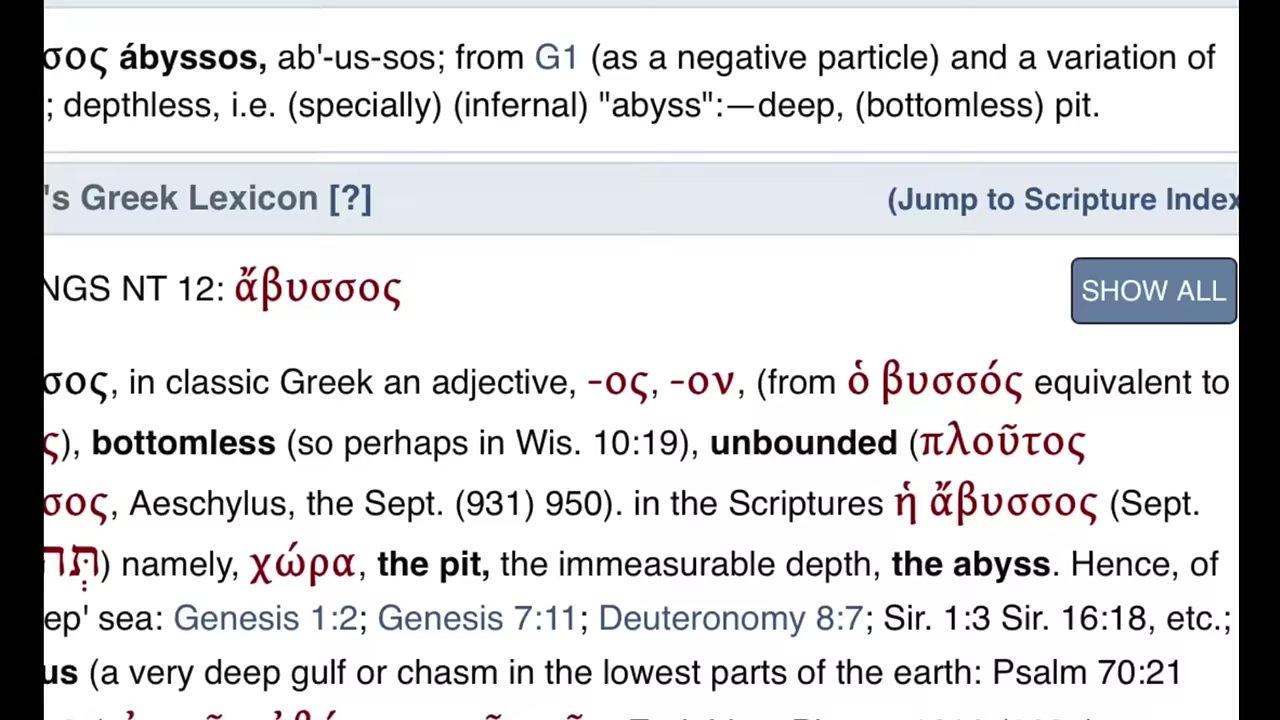 σος ábyssos, ab'-us-sos; from G1 (as a negative particle) and a variation of
; depthless, i.e. (specially) (infernal) "abyss":—deep, (bottomless) pit.
's Greek Lexicon [?]
(Jump to Scripture Index
NGS NT 12: ἄβυσσος
SHOW ALL
σος, in classic Greek an adjective, -ος, -ον, (from ὁ βυσσός equivalent to
ς), bottomless (so perhaps in Wis. 10:19), unbounded (πλοῦτος
σος, Aeschylus, the Sept. (931) 950). in the Scriptures ἡ ἄβυσσος (Sept.
) namely, χώρα, the pit, the immeasurable depth, the abyss. Hence, of
ep' sea: Genesis 1:2; Genesis 7:11; Deuteronomy 8:7; Sir. 1:3 Sir. 16:18, etc.;
us (a very deep gulf or chasm in the lowest parts of the earth: Psalm 70:21